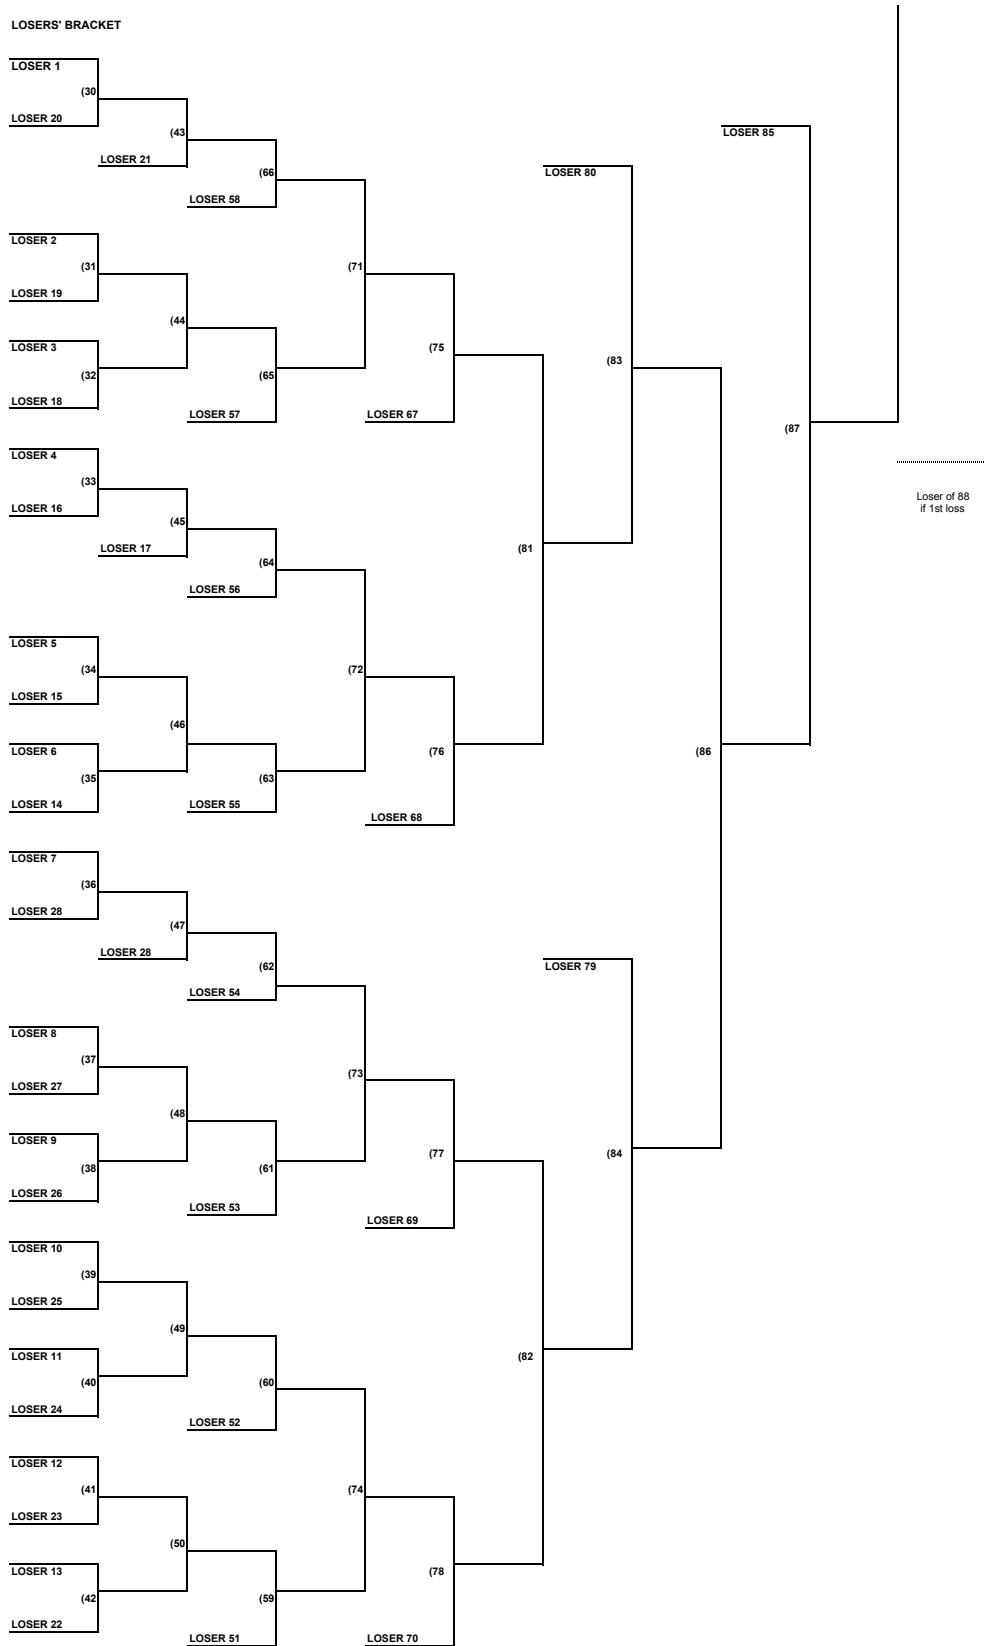 LOSERS' BRACKET
LOSER 1
(30
LOSER 20
(43
LOSER 85
LOSER 21
(66
LOSER 80
LOSER 58
LOSER 2
(31
(71
LOSER 19
(44
LOSER 3
(75
(83
(32
(65
LOSER 18
LOSER 57
LOSER 67
(87
LOSER 4
(33
Loser of 88
LOSER 16
if 1st loss
(45
LOSER 17
(81
(64
LOSER 56
LOSER 5
(34
(72
LOSER 15
(46
LOSER 6
(76
(86
(35
(63
LOSER 14
LOSER 55
LOSER 68
LOSER 7
(36
LOSER 28
(47
LOSER 28
(62
LOSER 79
LOSER 54
LOSER 8
(37
(73
LOSER 27
(48
LOSER 9
(77
(84
(38
(61
LOSER 26
LOSER 53
LOSER 69
LOSER 10
(39
LOSER 25
(49
LOSER 11
(82
(40
(60
LOSER 24
LOSER 52
LOSER 12
(41
(74
LOSER 23
(50
LOSER 13
(78
(42
(59
LOSER 22
LOSER 51
LOSER 70